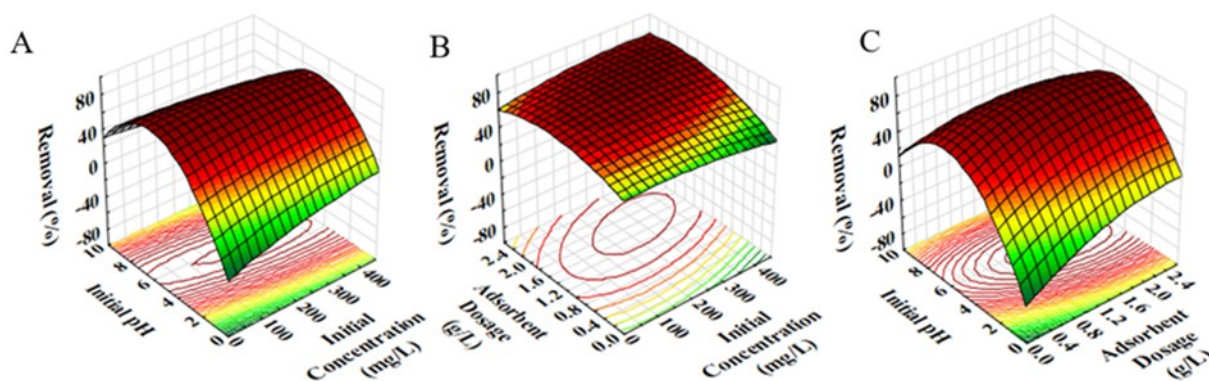 A
Removal (%)
80
40
0
-40
-80
10
8
6
4
2
0
Initial pH
0
100
200
300
400
Initial
Concentration
(mg/L)
B
Removal (%)
80
40
0
-40
-80
2.4
2.0
1.6
1.2
0.8
0.4
0.0
Adsorbent
Dosage
(g/L)
0
100
200
300
400
Initial
Concentration
(mg/L)
C
Removal (%)
80
40
0
-40
-80
10
8
6
4
2
0
Initial pH
0.0
0.4
0.8
1.2
1.6
2.0
2.4
Adsorbent
Dosage
(g/L)